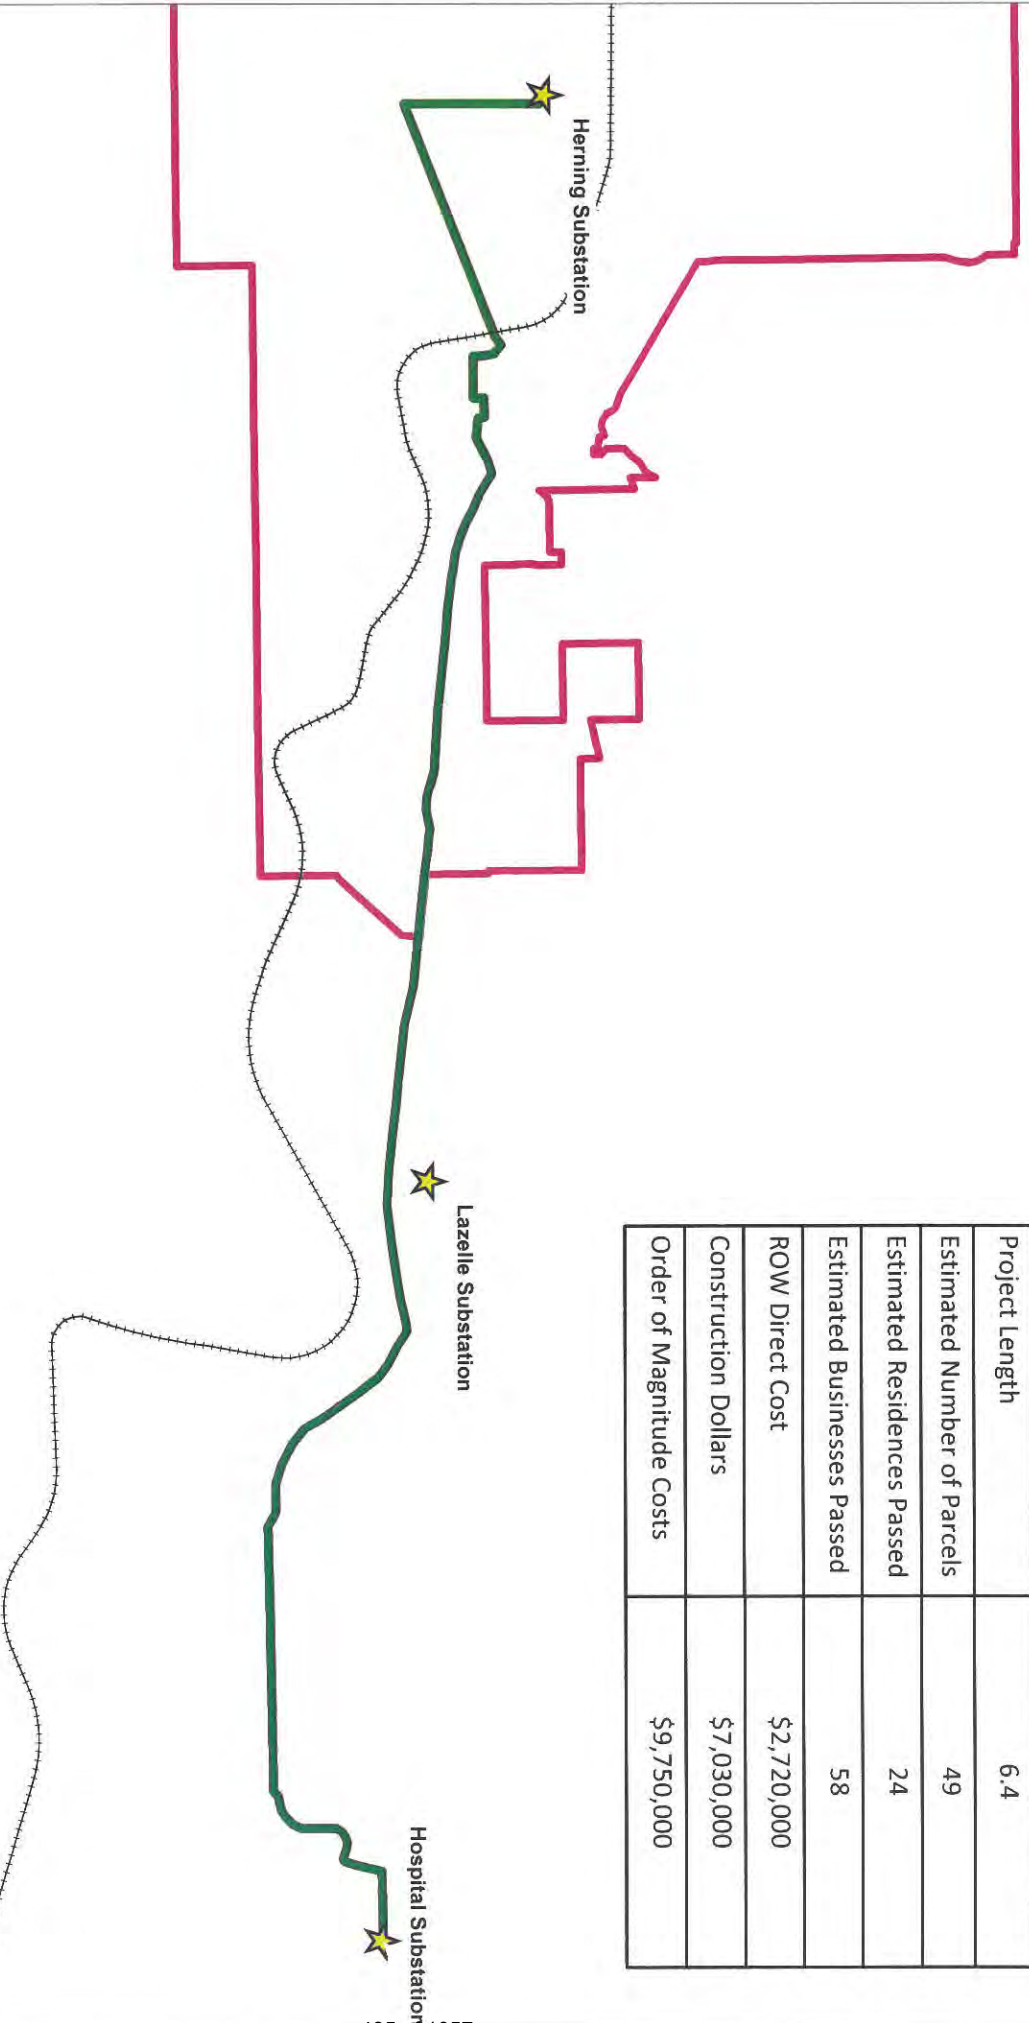 Project Length 6.4
Estimated Number of Parcels 49
Estimated Residences Passed 24
Estimated Businesses Passed 58
ROW Direct Cost $2,720,000
Construction Dollars $7,030,000
Order of Magnitude Costs $9,750,000
Herning Substation
Lazelle Substation
Hospital Substation